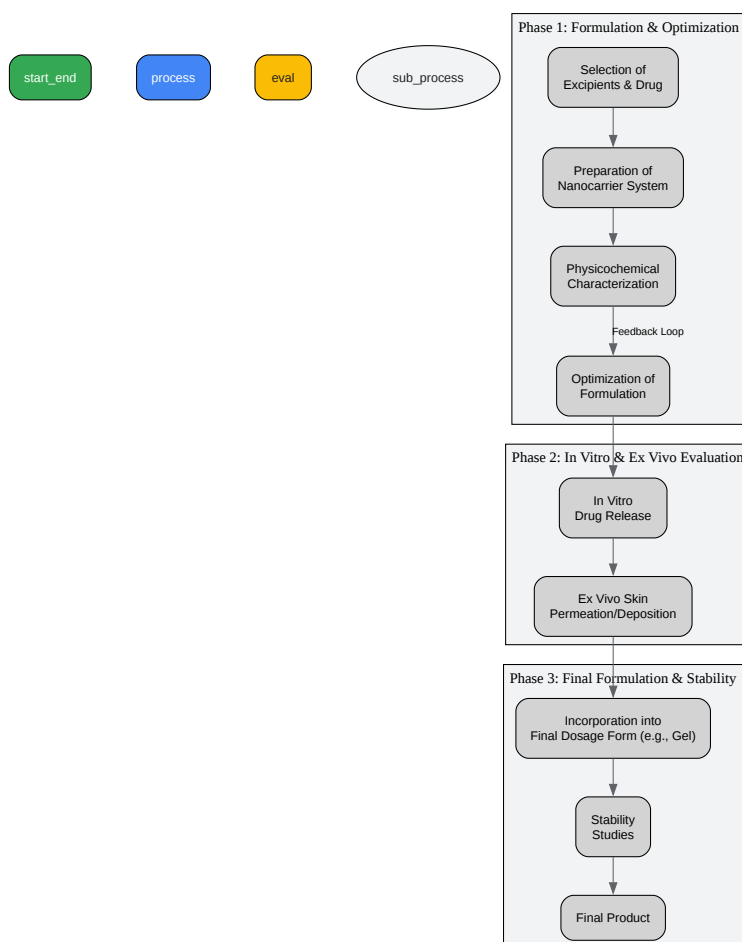 start_end
process
eval
sub_process
Phase 1: Formulation & Optimization
Selection of
Excipients & Drug
Preparation of
Nanocarrier System
Physicochemical
Characterization
Feedback Loop
Optimization of
Formulation
Phase 2: In Vitro & Ex Vivo Evaluation
In Vitro
Drug Release
Ex Vivo Skin
Permeation/Deposition
Phase 3: Final Formulation & Stability
Incorporation into
Final Dosage Form (e.g., Gel)
Stability
Studies
Final Product